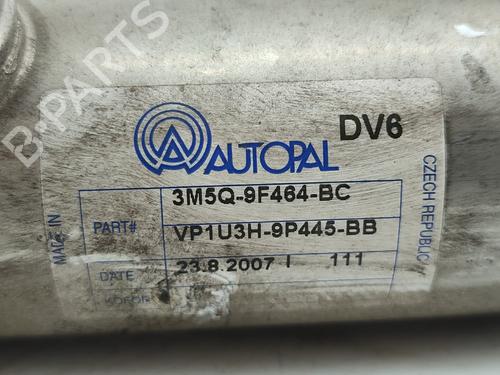 B-PARTS
DV6
AUTOPAL
3M5Q-9F464-BC
PART# VP1U3H-9P445-BB
DATE 23.8.2007 I 111
MADE IN
CZECH REPUBLIC